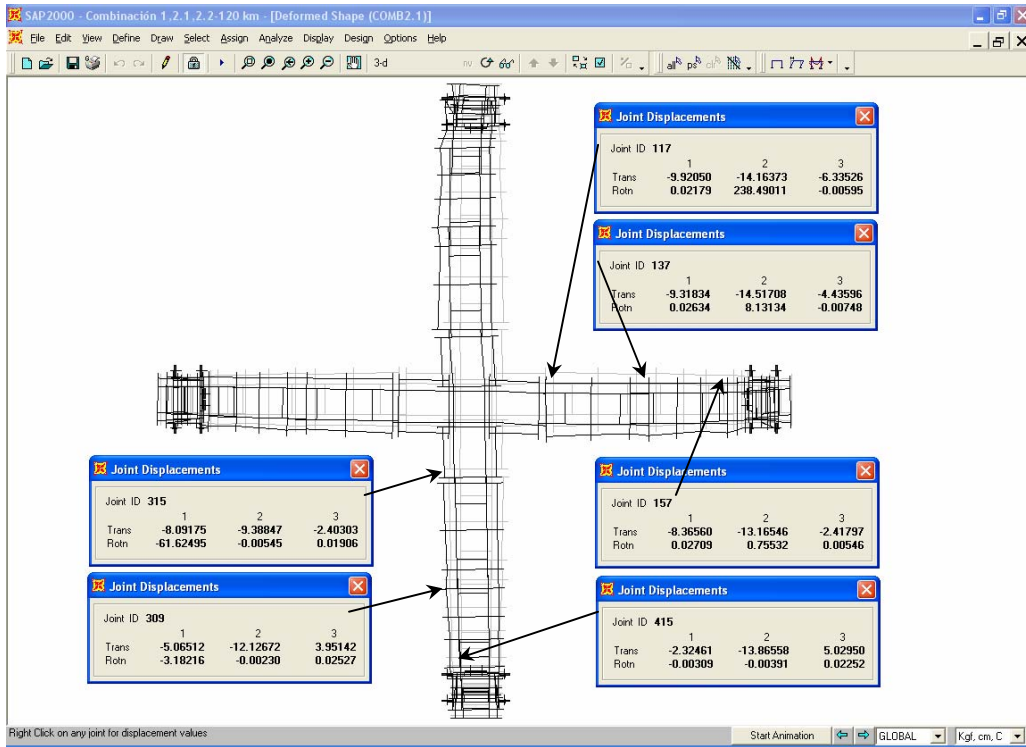 SAP2000 - Combinación 1,2.1,2.2-120 km - [Deformed Shape (COMB2.1)]
File Edit View Define Draw Select Assign Analyze Display Design Options Help
3-d nv all ps clr
Joint Displacements
Joint ID 117
1 2 3
Trans -9.92050 -14.16373 -6.33526
Rotn 0.02179 238.49011 -0.00595
Joint Displacements
Joint ID 137
1 2 3
Trans -9.31834 -14.51708 -4.43596
Rotn 0.02634 8.13134 -0.00748
Joint Displacements
Joint ID 315
1 2 3
Trans -8.09175 -9.38847 -2.40303
Rotn -61.62495 -0.00545 0.01906
Joint Displacements
Joint ID 157
1 2 3
Trans -8.36560 -13.16546 -2.41797
Rotn 0.02709 0.75532 0.00546
Joint Displacements
Joint ID 309
1 2 3
Trans -5.06512 -12.12672 3.95142
Rotn -3.18216 -0.00230 0.02527
Joint Displacements
Joint ID 415
1 2 3
Trans -2.32461 -13.86558 5.02950
Rotn -0.00309 -0.00391 0.02252
Right Click on any joint for displacement values
Start Animation GLOBAL Kgf, cm, C